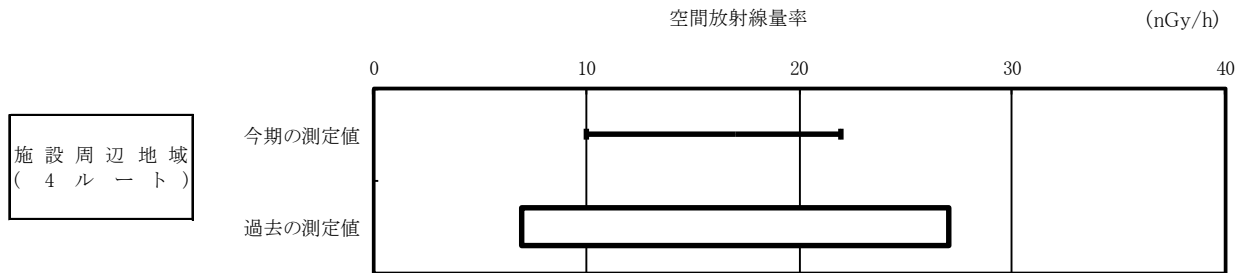 空間放射線量率 (nGy/h)
0 10 20 30 40
施設周辺地域
(4ルート)
今期の測定値
過去の測定値